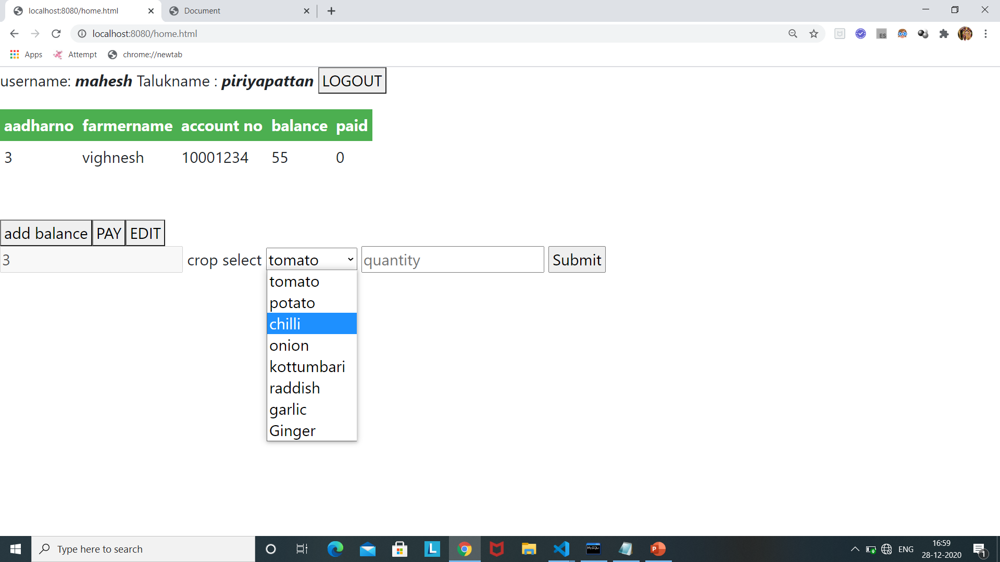 localhost:8080/home.html
Document
localhost:8080/home.html
Apps
Attempt
chrome://newtab
username: mahesh Talukname : piriyapattan LOGOUT
aadharno farmername account no balance paid
3 vighnesh 10001234 55 0
add balance PAY EDIT
3 crop select tomato quantity Submit
tomato
potato
chilli
onion
kottumbari
raddish
garlic
Ginger
Type here to search
ENG
16:59
28-12-2020
1
ES
L
MySQL
P